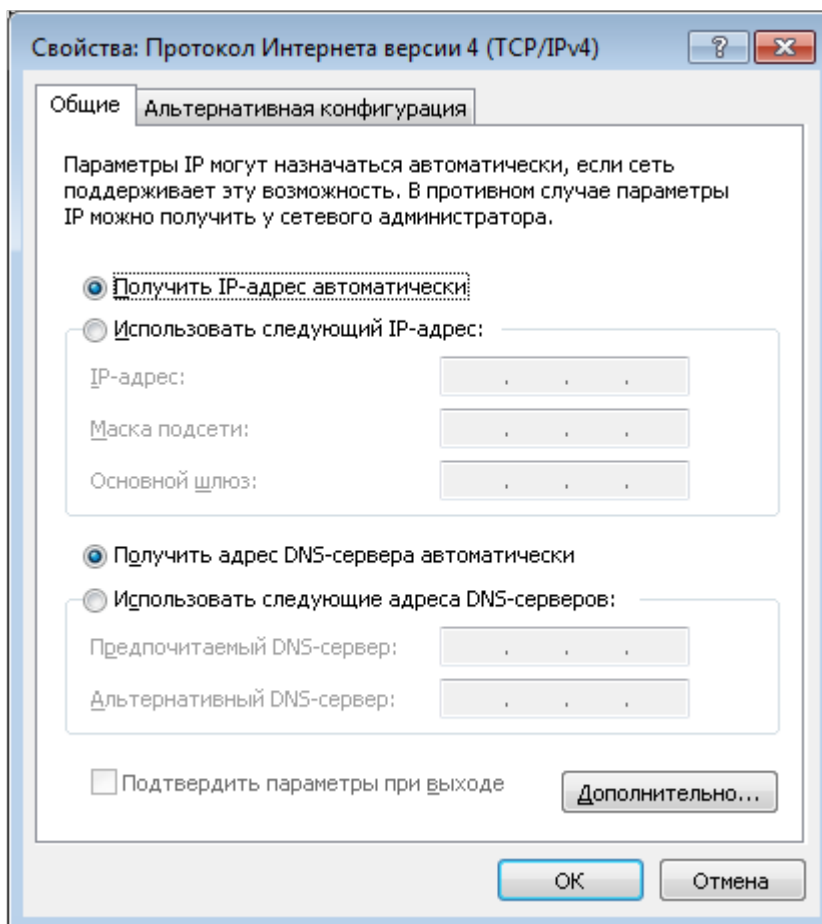 Свойства: Протокол Интернета версии 4 (TCP/IPv4)
Общие
Альтернативная конфигурация
Параметры IP могут назначаться автоматически, если сеть
поддерживает эту возможность. В противном случае параметры
IP можно получить у сетевого администратора.
Получить IP-адрес автоматически
Использовать следующий IP-адрес:
IP-адрес:
Маска подсети:
Основной шлюз:
Получить адрес DNS-сервера автоматически
Использовать следующие адреса DNS-серверов:
Предпочитаемый DNS-сервер:
Альтернативный DNS-сервер:
Подтвердить параметры при выходе
Дополнительно...
ОК
Отмена